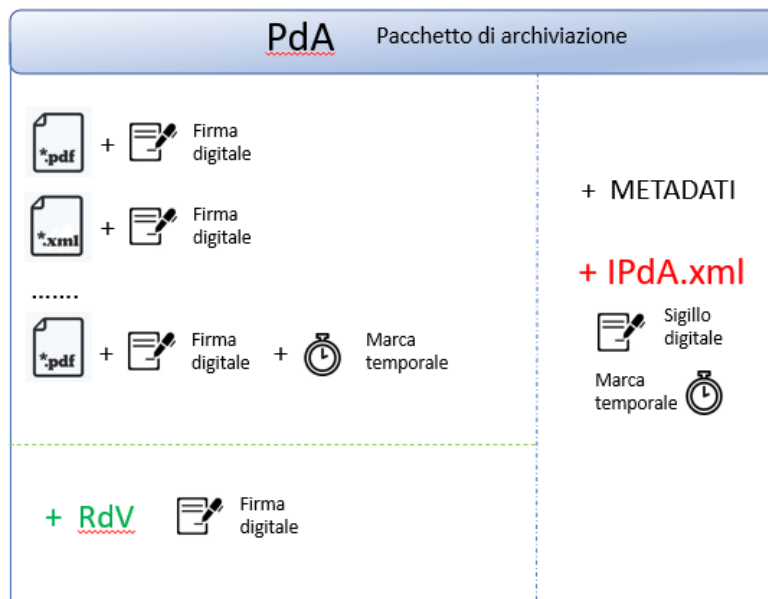 PdA Pacchetto di archiviazione
*.pdf + Firma
digitale
*.xml + Firma
digitale
.......
*.pdf + Firma
digitale + Marca
temporale
+ RdV Firma
digitale
+ METADATI
+ IPdA.xml
Sigillo
digitale
Marca
temporale